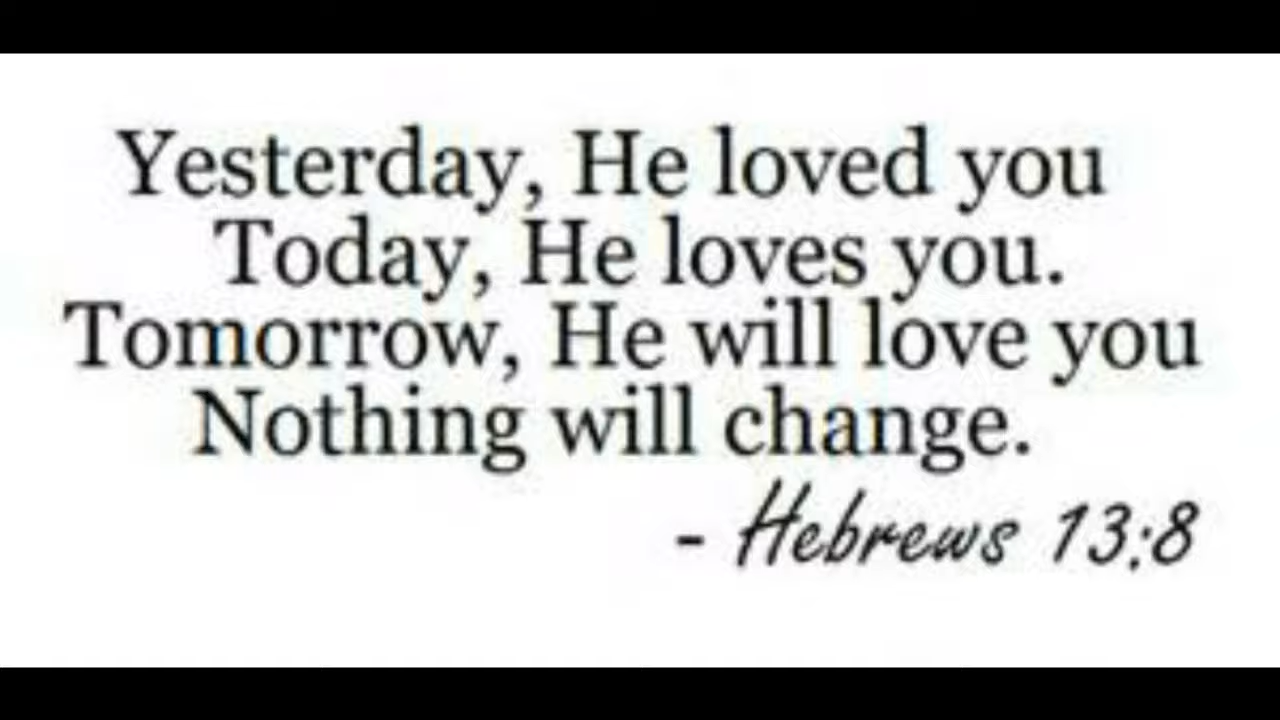 Yesterday, He loved you
Today, He loves you.
Tomorrow, He will love you
Nothing will change.
- Hebrews 13:8